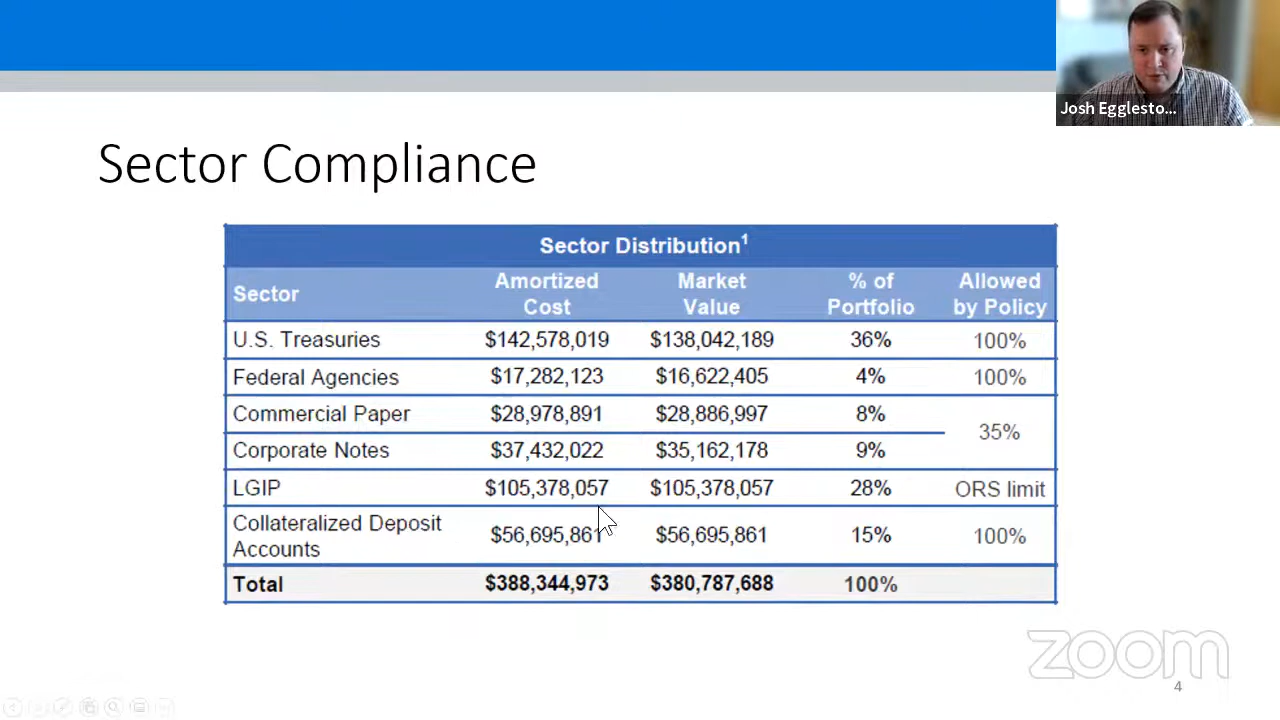 Josh Egglesto...
Sector Compliance
Sector Distribution1
Sector Amortized Cost Market Value % of Portfolio Allowed by Policy
U.S. Treasuries $142,578,019 $138,042,189 36% 100%
Federal Agencies $17,282,123 $16,622,405 4% 100%
Commercial Paper $28,978,891 $28,886,997 8% 35%
Corporate Notes $37,432,022 $35,162,178 9%
LGIP $105,378,057 $105,378,057 28% ORS limit
Collateralized Deposit Accounts $56,695,861 $56,695,861 15% 100%
Total $388,344,973 $380,787,688 100%
zoom
4